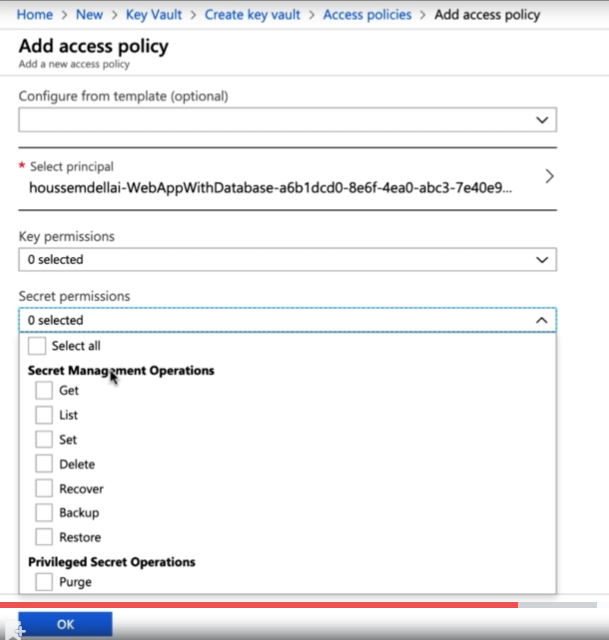 Home > New > Key Vault > Create key vault > Access policies > Add access policy
Add access policy
Add a new access policy
Configure from template (optional)
* Select principal
houssemdellai-WebAppWithDatabase-a6b1dcd0-8e6f-4ea0-abc3-7e40e9...
Key permissions
0 selected
Secret permissions
0 selected
Select all
Secret Management Operations
Get
List
Set
Delete
Recover
Backup
Restore
Privileged Secret Operations
Purge
OK